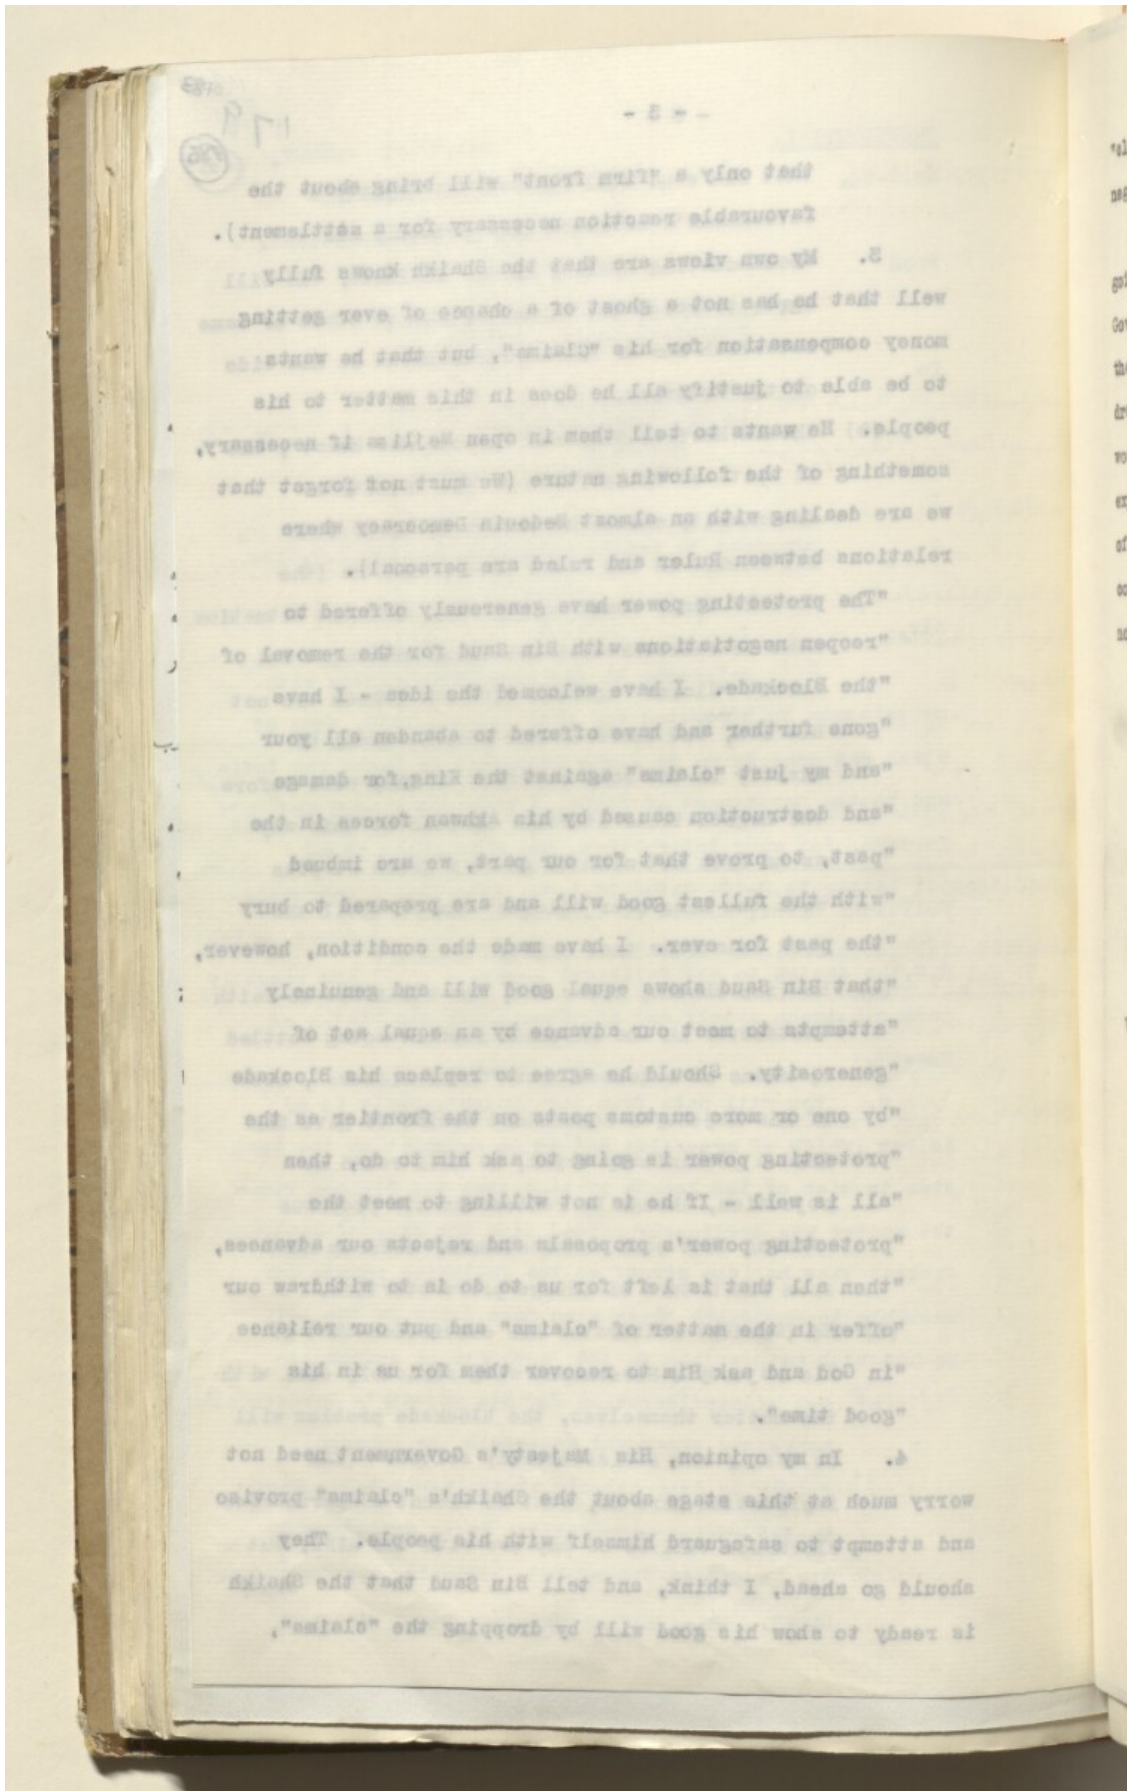 - 3 -
179
that only a "firm front" will bring about the
favourable reaction necessary for a settlement).
3. My own views are that the Shaikh knows fully
well that he has not a ghost of a chance of ever getting
money compensation for his "claims", but that he wants
to be able to justify all he does in this matter to his
people. He wants to tell them in open Mejlis if necessary,
something of the following nature (We must not forget that
we are dealing with an almost Bedouin Democracy where
relations between Ruler and ruled are personal).
"The protecting power have generously offered to
"reopen negotiations with Bin Saud for the removal of
"the Blockade. I have welcomed the idea - I have
"gone further and have offered to abandon all your
"and my just "claims" against the King, for damage
"and destruction caused by his Akhwan forces in the
"past, to prove that for our part, we are imbued
"with the fullest good will and are prepared to bury
"the past for ever. I have made the condition, however,
"that Bin Saud shows equal good will and genuinely
"attempts to meet our advance by an equal act of
"generosity. Should he agree to replace his Blockade
"by one or more customs posts on the frontier as the
"protecting power is going to ask him to do, then
"all is well - If he is not willing to meet the
"protecting power's proposals and rejects our advances,
"then all that is left for us to do is to withdraw our
"offer in the matter of "claims" and put our reliance
"in God and ask Him to recover them for us in his
"good time".
4. In my opinion, His Majesty's Government need not
worry much at this stage about the Shaikh's "claims" proviso
and attempt to safeguard himself with his people. They
should go ahead, I think, and tell Bin Saud that the Shaikh
is ready to show his good will by dropping the "claims",